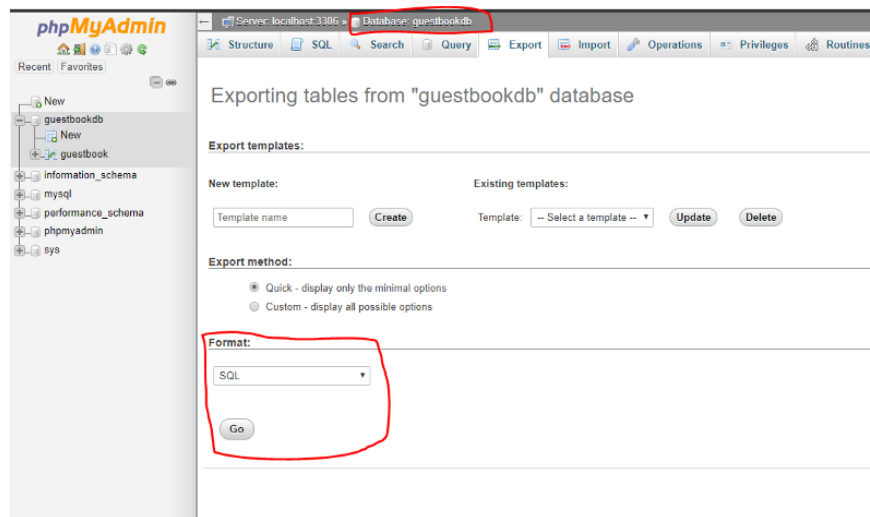 phpMyAdmin
Recent Favorites
New
guestbookdb
New
guestbook
information_schema
mysql
performance_schema
phpmyadmin
sys
Server: localhost:3306 » Database: guestbookdb
Structure SQL Search Query Export Import Operations Privileges Routines
Exporting tables from "guestbookdb" database
Export templates:
New template: Existing templates:
Template name Create Template: -- Select a template -- Update Delete
Export method:
Quick - display only the minimal options
Custom - display all possible options
Format:
SQL
Go